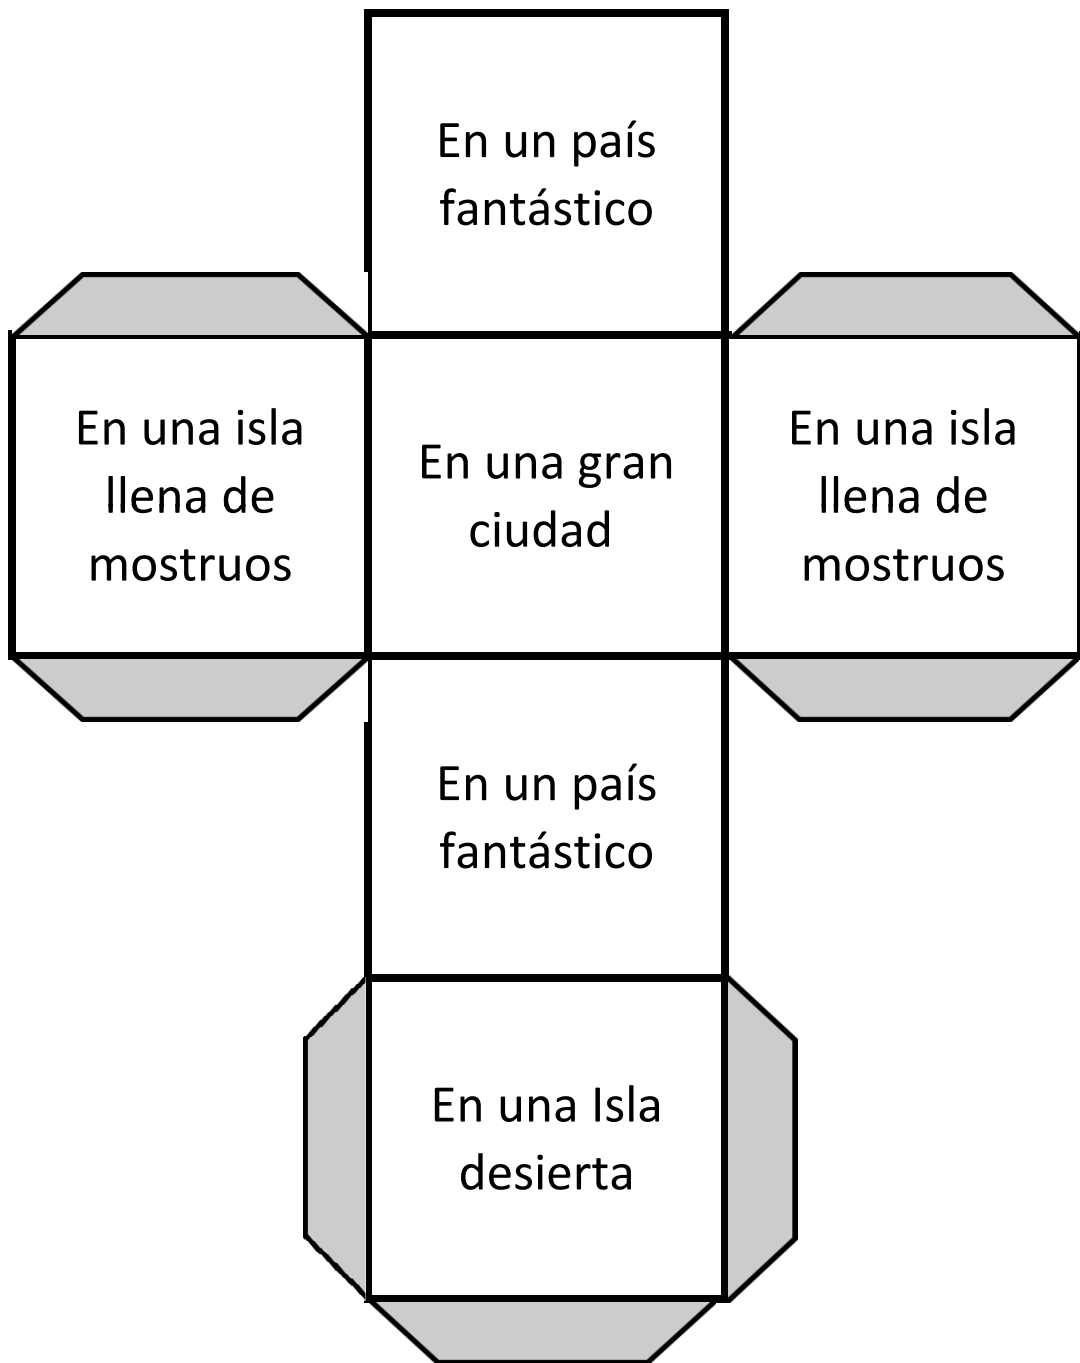 En un país
fantástico
En una isla
llena de
mostruos
En una gran
ciudad
En una isla
llena de
mostruos
En un país
fantástico
En una Isla
desierta